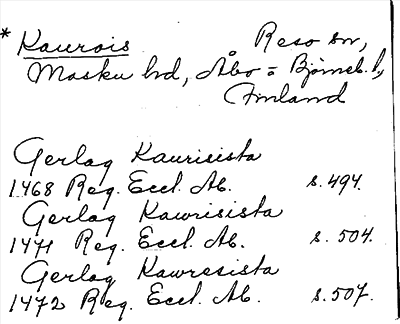 * Kaurois Reso sn,
Masku hd, Åbo = Björneb. l,
Finland
Gerlag Kaurisista
1468 Reg. Eccl. Ab. s. 494.
Gerlag Kawrisista
1471 Reg. Eccl. Ab. s. 504.
Gerlag Kawresista
1472 Reg. Eccl. Ab. s. 507.